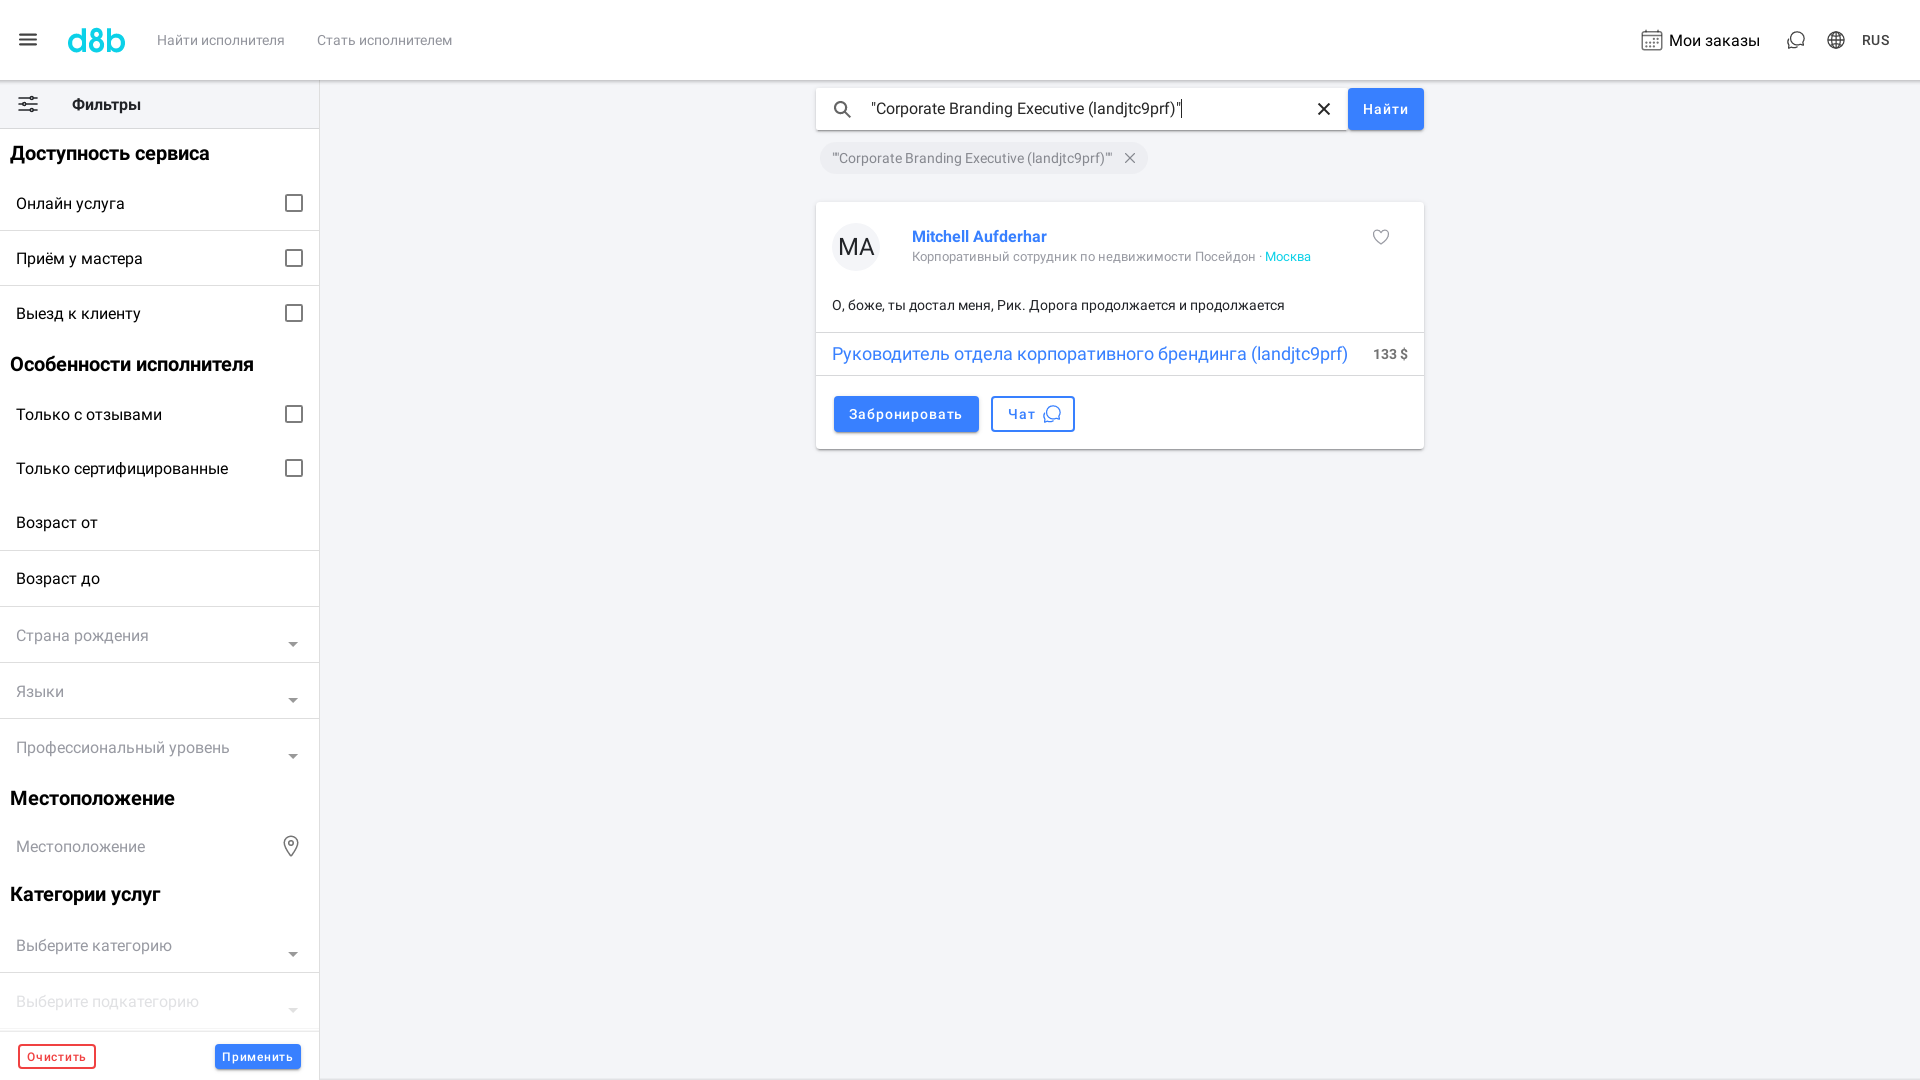 d8b
Найти исполнителя
Стать исполнителем
Мои заказы
RUS
Фильтры
Доступность сервиса
Онлайн услуга
Приём у мастера
Выезд к клиенту
Особенности исполнителя
Только с отзывами
Только сертифицированные
Возраст от
Возраст до
Страна рождения
Языки
Профессиональный уровень
Местоположение
Местоположение
Категории услуг
Выберите категорию
Выберите подкатегорию
Очистить
Применить
"Corporate Branding Executive (landjtc9prf)"
Найти
""Corporate Branding Executive (landjtc9prf)""
MA
Mitchell Aufderhar
Корпоративный сотрудник по недвижимости Посейдон · Москва
О, боже, ты достал меня, Рик. Дорога продолжается и продолжается
Руководитель отдела корпоративного брендинга (landjtc9prf)
133 $
Забронировать
Чат